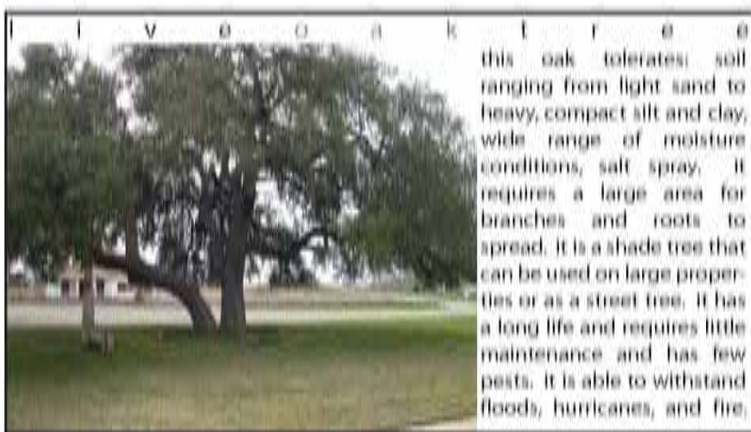 l i v e o a k t r e e
this oak tolerates: soil
ranging from light sand to
heavy, compact silt and clay,
wide range of moisture
conditions, salt spray. it
requires a large area for
branches and roots to
spread. it is a shade tree that
can be used on large proper-
ties or as a street tree. it has
a long life and requires little
maintenance and has few
pests. it is able to withstand
floods, hurricanes, and fire.